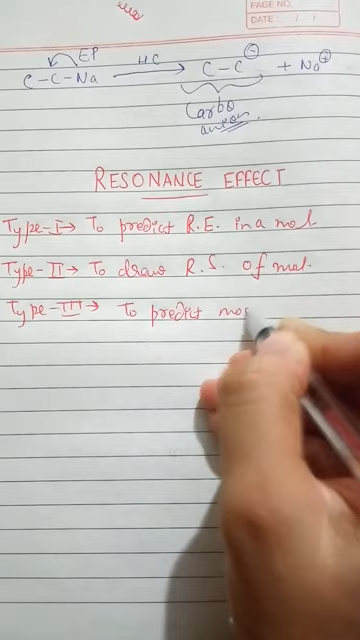 PAGE NO.
DATE: / /
EP
C-C-Na HC → C-C⊖ + Na⊕
Carbo
anion.
RESONANCE EFFECT
Type-I→ To predict R.E. in a mol.
Type-II→ To draw R.S. of mol.
Type-III→ To predict mos